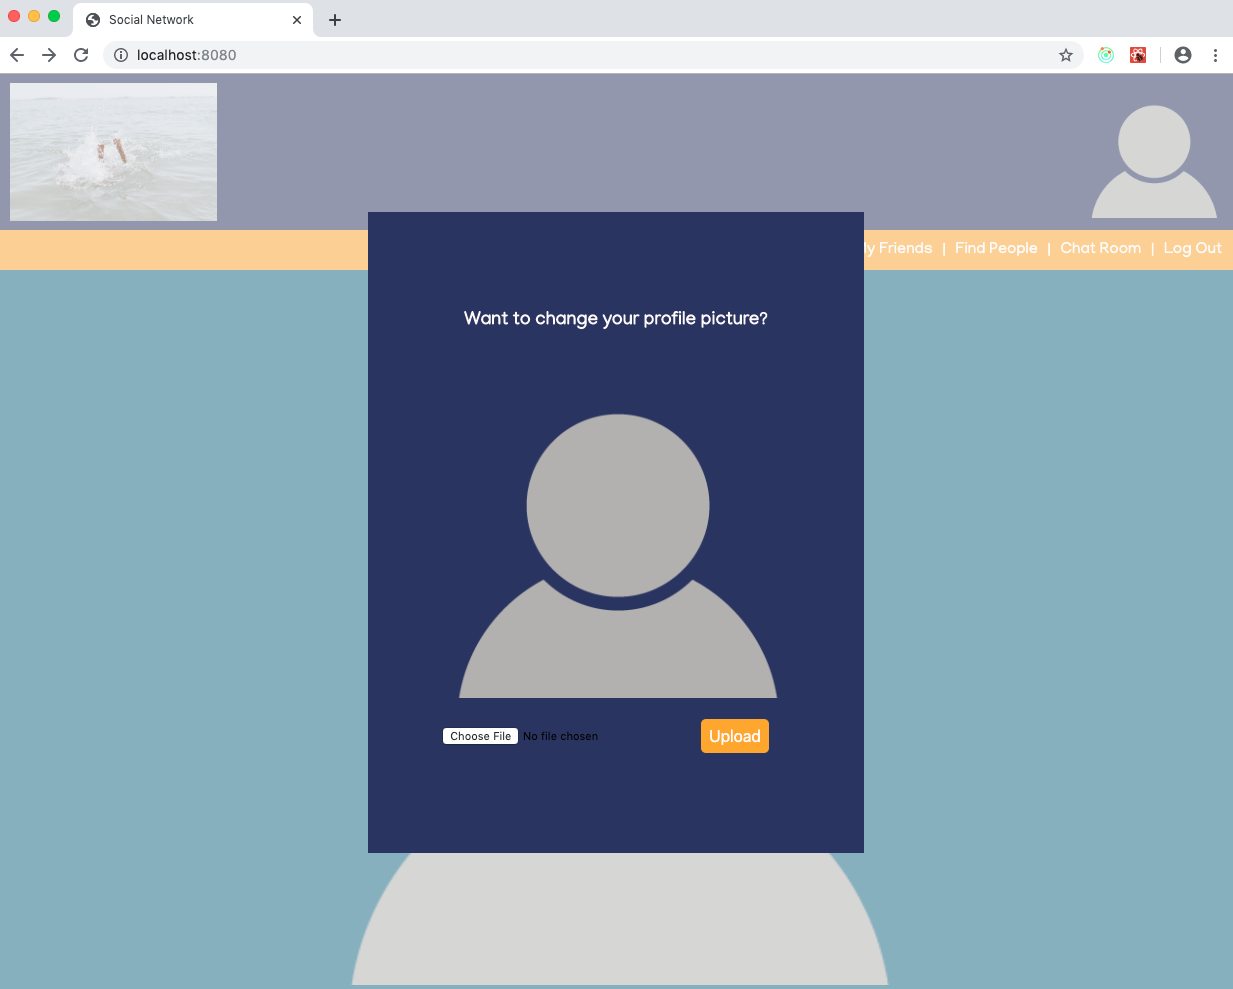 Social Network
localhost:8080
Friends | Find People | Chat Room | Log Out
Want to change your profile picture?
Choose File No file chosen
Upload